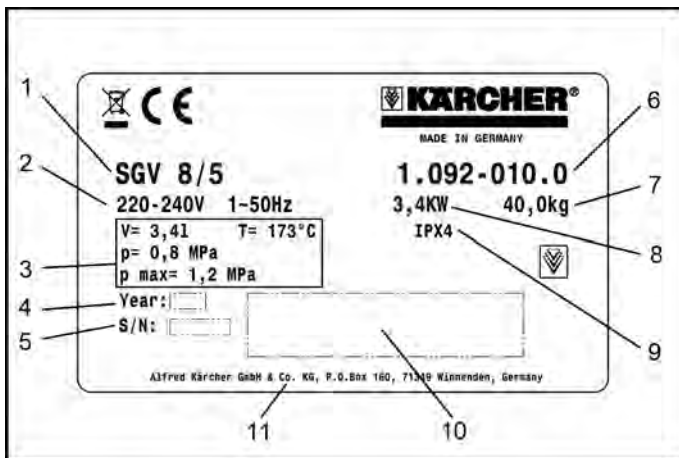 KÄRCHER®
MADE IN GERMANY
1
SGV 8/5
1.092-010.0
6
2
220-240V 1~50Hz
3,4KW
40,0kg
7
8
V= 3,4l T= 173°C
IPX4
9
3
p= 0,8 MPa
p max= 1,2 MPa
4
Year:
5
S/N:
10
Alfred Kärcher GmbH & Co. KG, P.O.Box 160, 71349 Winnenden, Germany
11